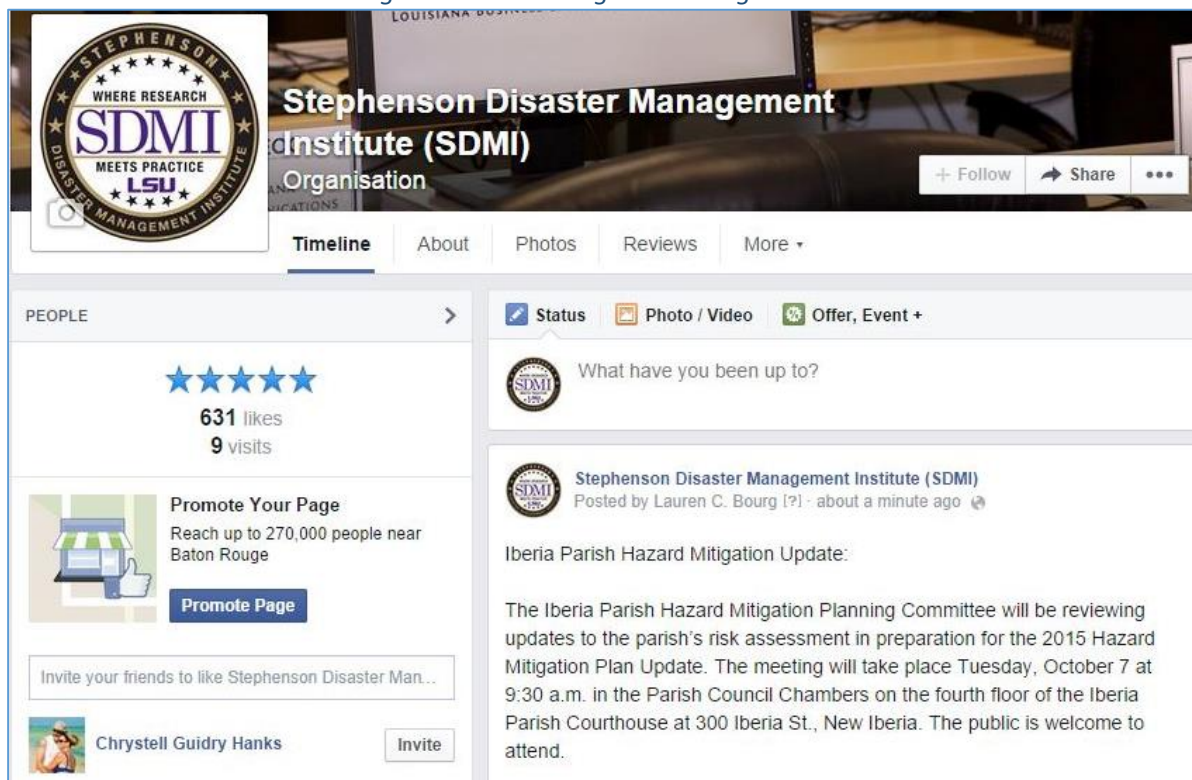 LOUISIANA BUSINESS
STEPHENSON
DISASTER MANAGEMENT INSTITUTE
WHERE RESEARCH
SDMI
MEETS PRACTICE
LSU
Stephenson Disaster Management
Institute (SDMI)
Organisation
+ Follow
Share
Timeline
About
Photos
Reviews
More
PEOPLE
631 likes
9 visits
Promote Your Page
Reach up to 270,000 people near
Baton Rouge
Promote Page
Invite your friends to like Stephenson Disaster Man...
Chrystell Guidry Hanks
Invite
Status
Photo / Video
Offer, Event +
What have you been up to?
Stephenson Disaster Management Institute (SDMI)
Posted by Lauren C. Bourg [?] · about a minute ago
Iberia Parish Hazard Mitigation Update:
The Iberia Parish Hazard Mitigation Planning Committee will be reviewing
updates to the parish's risk assessment in preparation for the 2015 Hazard
Mitigation Plan Update. The meeting will take place Tuesday, October 7 at
9:30 a.m. in the Parish Council Chambers on the fourth floor of the Iberia
Parish Courthouse at 300 Iberia St., New Iberia. The public is welcome to
attend.